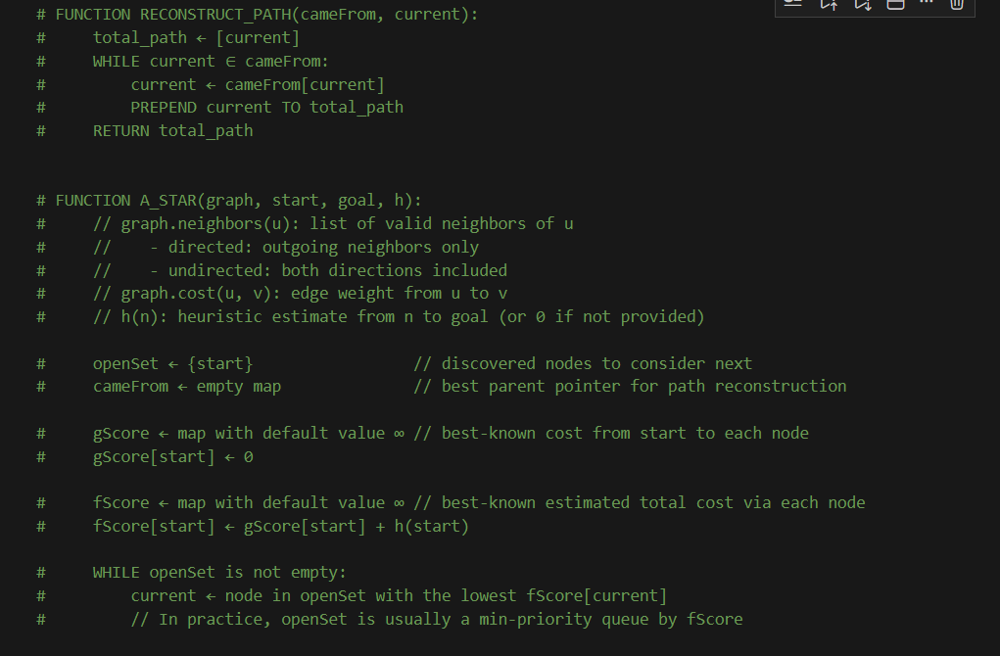 # FUNCTION RECONSTRUCT_PATH(cameFrom, current):
#     total_path ← [current]
#     WHILE current ∈ cameFrom:
#         current ← cameFrom[current]
#         PREPEND current TO total_path
#     RETURN total_path
# FUNCTION A_STAR(graph, start, goal, h):
#     // graph.neighbors(u): list of valid neighbors of u
#     //    - directed: outgoing neighbors only
#     //    - undirected: both directions included
#     // graph.cost(u, v): edge weight from u to v
#     // h(n): heuristic estimate from n to goal (or 0 if not provided)
#     openSet ← {start}                 // discovered nodes to consider next
#     cameFrom ← empty map              // best parent pointer for path reconstruction
#     gScore ← map with default value ∞ // best-known cost from start to each node
#     gScore[start] ← 0
#     fScore ← map with default value ∞ // best-known estimated total cost via each node
#     fScore[start] ← gScore[start] + h(start)
#     WHILE openSet is not empty:
#         current ← node in openSet with the lowest fScore[current]
#         // In practice, openSet is usually a min-priority queue by fScore